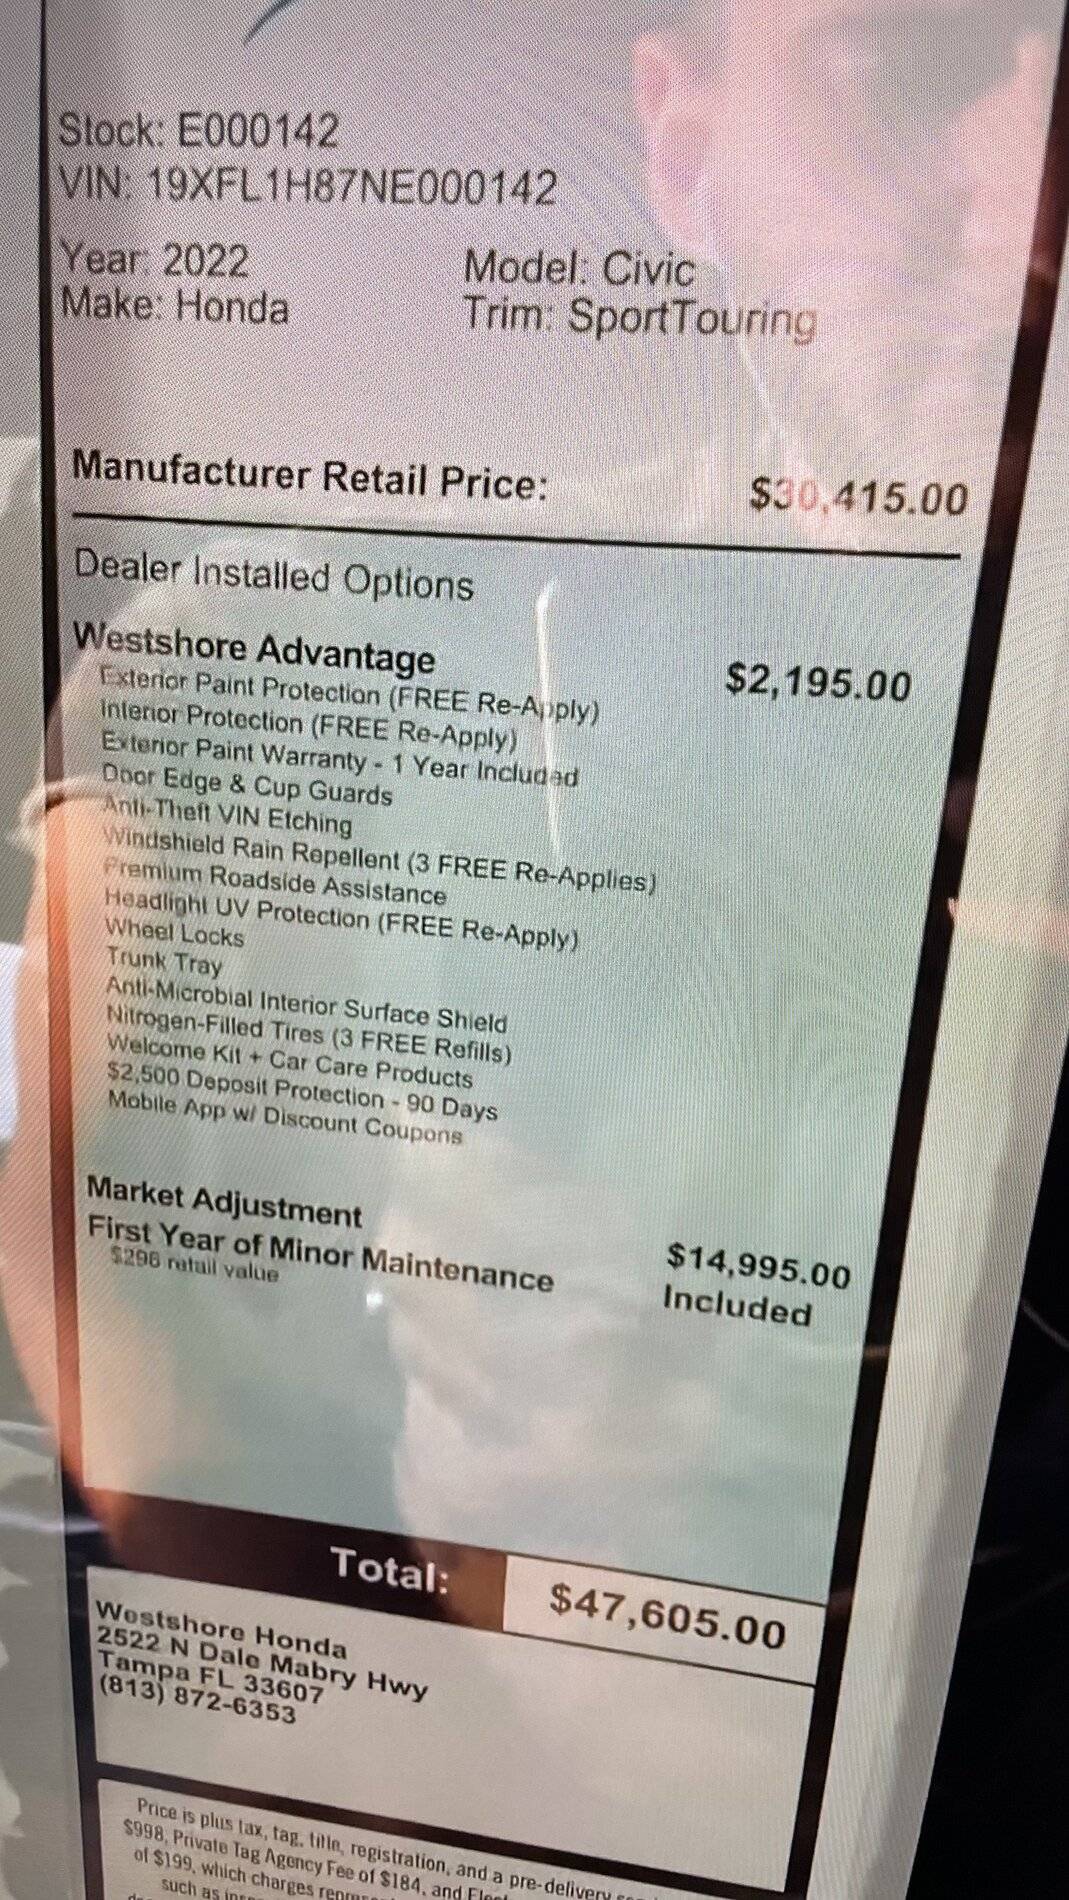 Stock: E000142
VIN: 19XFL1H87NE000142
Year: 2022
Model: Civic
Make: Honda
Trim: SportTouring
Manufacturer Retail Price: $30,415.00
Dealer Installed Options
Westshore Advantage $2,195.00
Exterior Paint Protection (FREE Re-Apply)
Interior Protection (FREE Re-Apply)
Exterior Paint Warranty - 1 Year Included
Door Edge & Cup Guards
Anti-Theft VIN Etching
Windshield Rain Repellent (3 FREE Re-Applies)
Premium Roadside Assistance
Headlight UV Protection (FREE Re-Apply)
Wheel Locks
Trunk Tray
Anti-Microbial Interior Surface Shield
Nitrogen-Filled Tires (3 FREE Refills)
Welcome Kit + Car Care Products
$2,500 Deposit Protection - 90 Days
Mobile App w/ Discount Coupons
Market Adjustment $14,995.00
First Year of Minor Maintenance Included
$296 retail value
Total: $47,605.00
Westshore Honda
2522 N Dale Mabry Hwy
Tampa FL 33607
(813) 872-6353
Price is plus tax, tag, title, registration, and a pre-delivery
$998, Private Tag Agency Fee of $184, and
of $199, which charges
such as